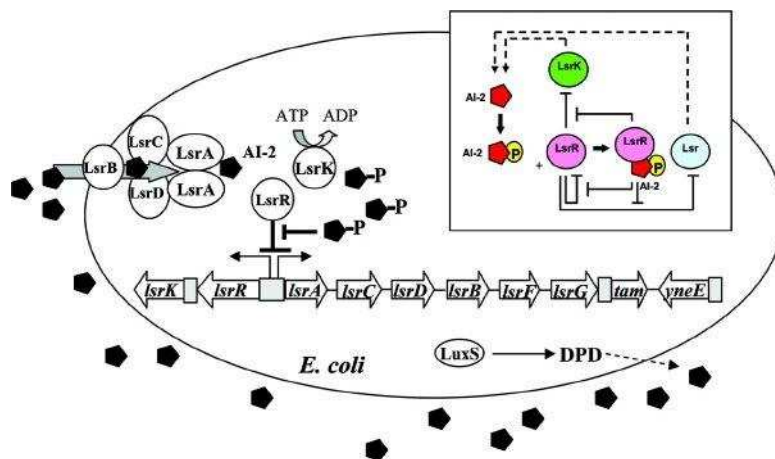 LsrC
LsrB
LsrA
LsrD
LsrA
AI-2
ATP ADP
LsrK
P
P
LsrR
P
lsrK lsrR lsrA lsrC lsrD lsrB lsrF lsrG tam yneE
LuxS DPD
E. coli
LsrK
AI-2
AI-2 P
+
LsrR LsrR Lsr
P
AI-2